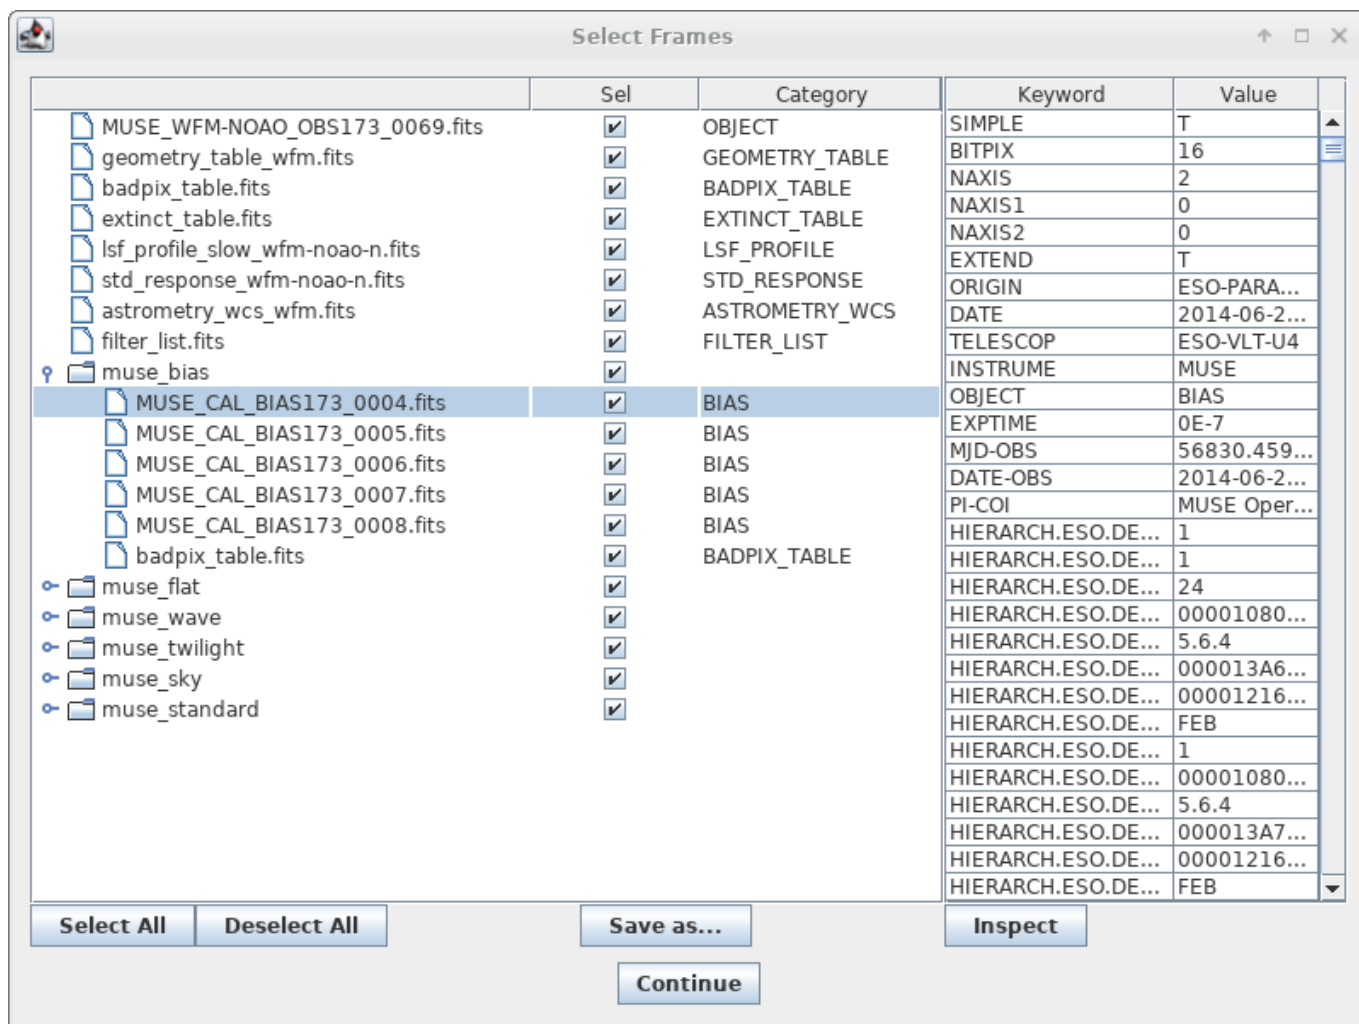 Select Frames
Sel Category
MUSE_WFM-NOAO_OBS173_0069.fits OBJECT
geometry_table_wfm.fits GEOMETRY_TABLE
badpix_table.fits BADPIX_TABLE
extinct_table.fits EXTINCT_TABLE
lsf_profile_slow_wfm-noao-n.fits LSF_PROFILE
std_response_wfm-noao-n.fits STD_RESPONSE
astrometry_wcs_wfm.fits ASTROMETRY_WCS
filter_list.fits FILTER_LIST
muse_bias
MUSE_CAL_BIAS173_0004.fits BIAS
MUSE_CAL_BIAS173_0005.fits BIAS
MUSE_CAL_BIAS173_0006.fits BIAS
MUSE_CAL_BIAS173_0007.fits BIAS
MUSE_CAL_BIAS173_0008.fits BIAS
badpix_table.fits BADPIX_TABLE
muse_flat
muse_wave
muse_twilight
muse_sky
muse_standard
Keyword Value
SIMPLE T
BITPIX 16
NAXIS 2
NAXIS1 0
NAXIS2 0
EXTEND T
ORIGIN ESO-PARA...
DATE 2014-06-2...
TELESCOP ESO-VLT-U4
INSTRUME MUSE
OBJECT BIAS
EXPTIME 0E-7
MJD-OBS 56830.459...
DATE-OBS 2014-06-2...
PI-COI MUSE Oper...
HIERARCH.ESO.DE... 1
HIERARCH.ESO.DE... 1
HIERARCH.ESO.DE... 24
HIERARCH.ESO.DE... 00001080...
HIERARCH.ESO.DE... 5.6.4
HIERARCH.ESO.DE... 000013A6...
HIERARCH.ESO.DE... 00001216...
HIERARCH.ESO.DE... FEB
HIERARCH.ESO.DE... 1
HIERARCH.ESO.DE... 00001080...
HIERARCH.ESO.DE... 5.6.4
HIERARCH.ESO.DE... 000013A7...
HIERARCH.ESO.DE... 00001216...
HIERARCH.ESO.DE... FEB
Select All Deselect All Save as... Inspect
Continue